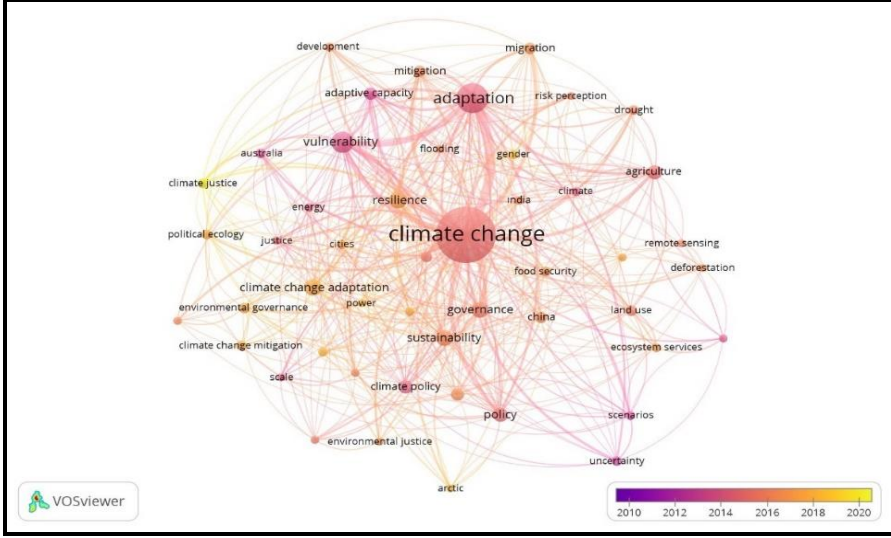 development
migration
mitigation
adaptive capacity
adaptation
risk perception
drought
vulnerability
flooding
gender
australia
agriculture
climate justice
climate
resilience
india
energy
climate change
political ecology
justice
cities
remote sensing
food security
deforestation
climate change adaptation
power
environmental governance
governance
china
land use
sustainability
climate change mitigation
ecosystem services
scale
climate policy
policy
scenarios
environmental justice
uncertainty
arctic
VOSviewer
2010 2012 2014 2016 2018 2020